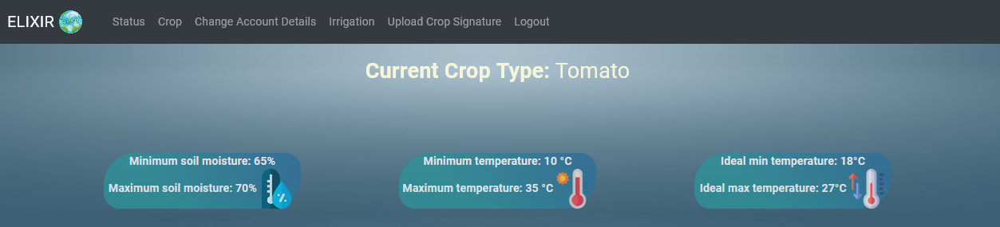 ELIXIR Status Crop Change Account Details Irrigation Upload Crop Signature Logout
Current Crop Type: Tomato
Minimum soil moisture: 65%
Maximum soil moisture: 70%
Minimum temperature: 10 °C
Maximum temperature: 35 °C
Ideal min temperature: 18°C
Ideal max temperature: 27°C